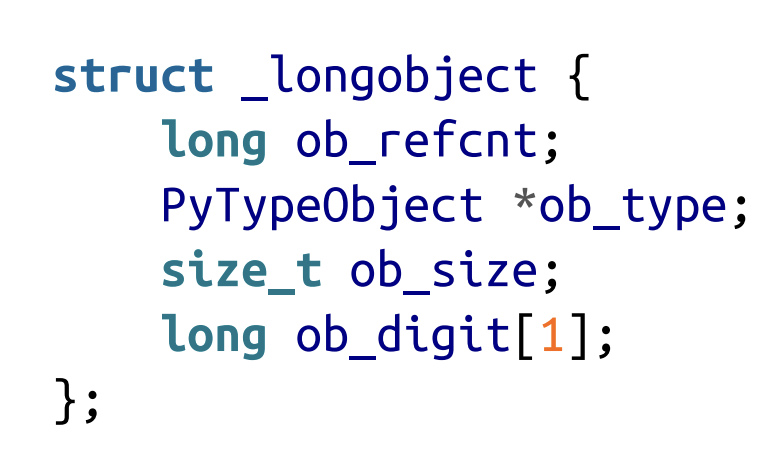 struct _longobject {
    long ob_refcnt;
    PyTypeObject *ob_type;
    size_t ob_size;
    long ob_digit[1];
};